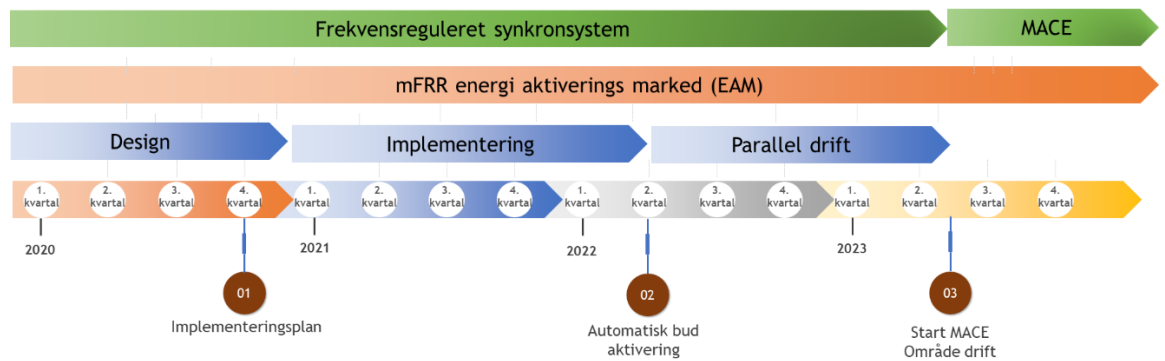 Frekvensreguleret synkronsystem
MACE
mFRR energi aktiverings marked (EAM)
Design
Implementering
Parallel drift
1.
kvartal
2.
kvartal
3.
kvartal
4.
kvartal
1.
kvartal
2.
kvartal
3.
kvartal
4.
kvartal
1.
kvartal
2.
kvartal
3.
kvartal
4.
kvartal
1.
kvartal
2.
kvartal
3.
kvartal
4.
kvartal
2020
2021
2022
2023
01
Implementeringsplan
02
Automatisk bud
aktivering
03
Start MACE
Område drift